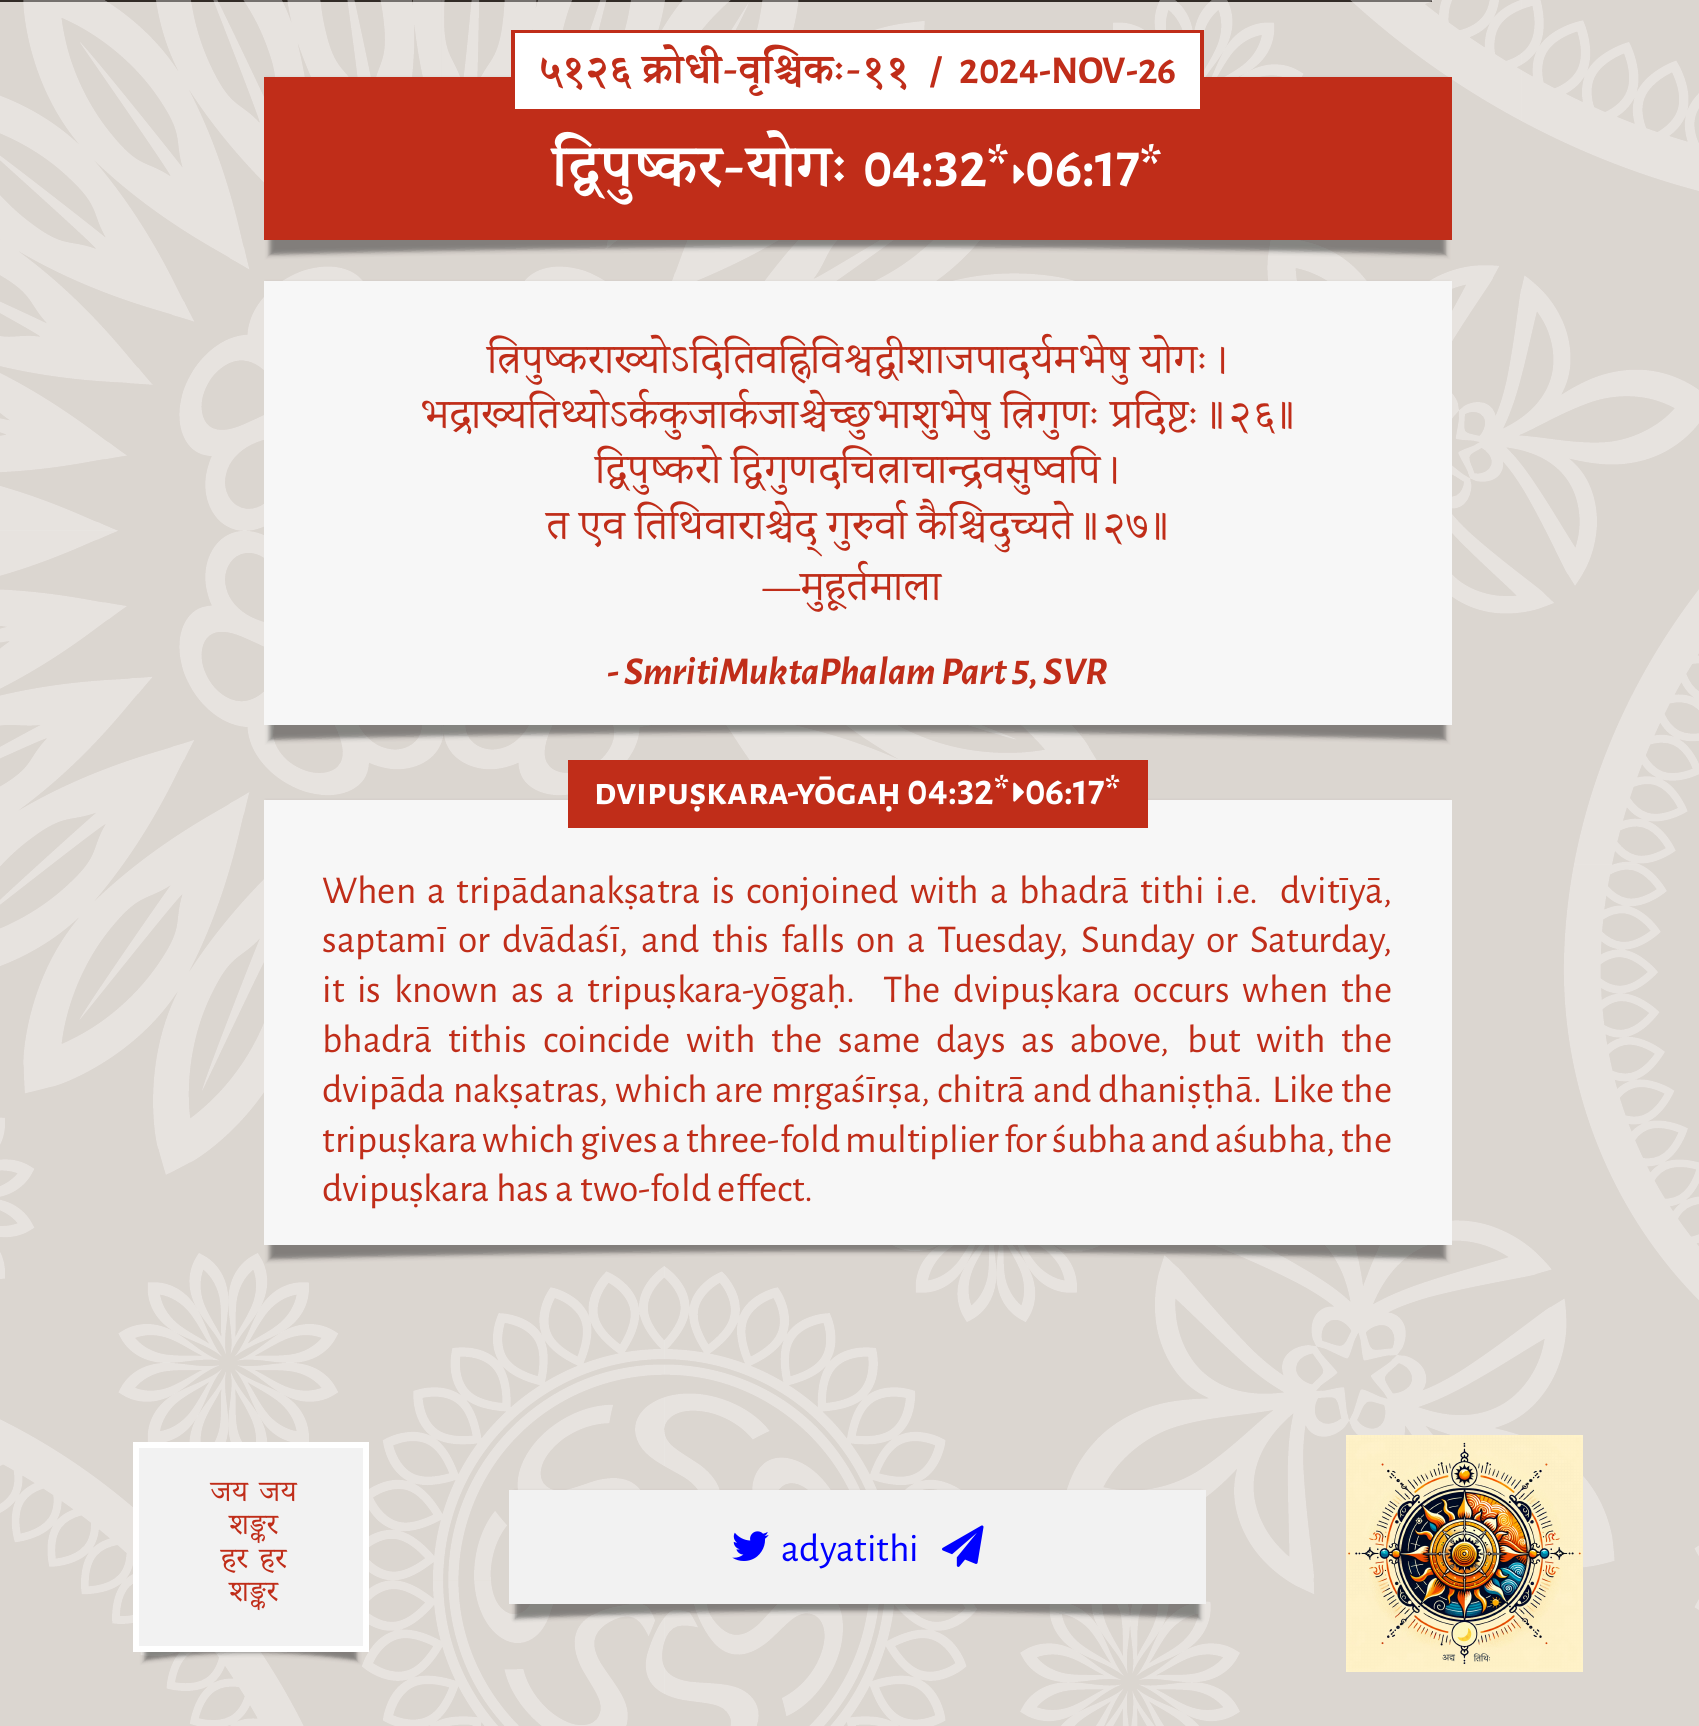 ५१२६ क्रोधी-वृश्चिकः-११ / 2024-NOV-26
द्विपुष्कर-योगः 04:32*▸06:17*
त्रिपुष्कराख्योऽदितिवह्निविश्वद्वीशाजपादर्यमभेषु योगः।
भद्राख्यतिथ्योऽर्ककुजार्कजाश्चेच्छुभाशुभेषु त्रिगुणः प्रदिष्टः॥२६॥
द्विपुष्करो द्विगुणदचित्राचान्द्रवसुष्वपि।
त एव तिथिवाराश्चेद् गुरुर्वा कैश्चिदुच्यते॥२७॥
—मुहूर्तमाला
- SmritiMuktaPhalam Part 5, SVR
DVIPUṢKARA-YŌGAḤ 04:32*▸06:17*
When a tripādanakṣatra is conjoined with a bhadrā tithi i.e. dvitīyā,
saptamī or dvādaśī, and this falls on a Tuesday, Sunday or Saturday,
it is known as a tripuṣkara-yōgaḥ. The dvipuṣkara occurs when the
bhadrā tithis coincide with the same days as above, but with the
dvipāda nakṣatras, which are mṛgaśīrṣa, chitrā and dhaniṣṭhā. Like the
tripuṣkara which gives a three-fold multiplier for śubha and aśubha, the
dvipuṣkara has a two-fold effect.
जय जय
शङ्कर
हर हर
शङ्कर
adyatithi
अद्य तिथिः